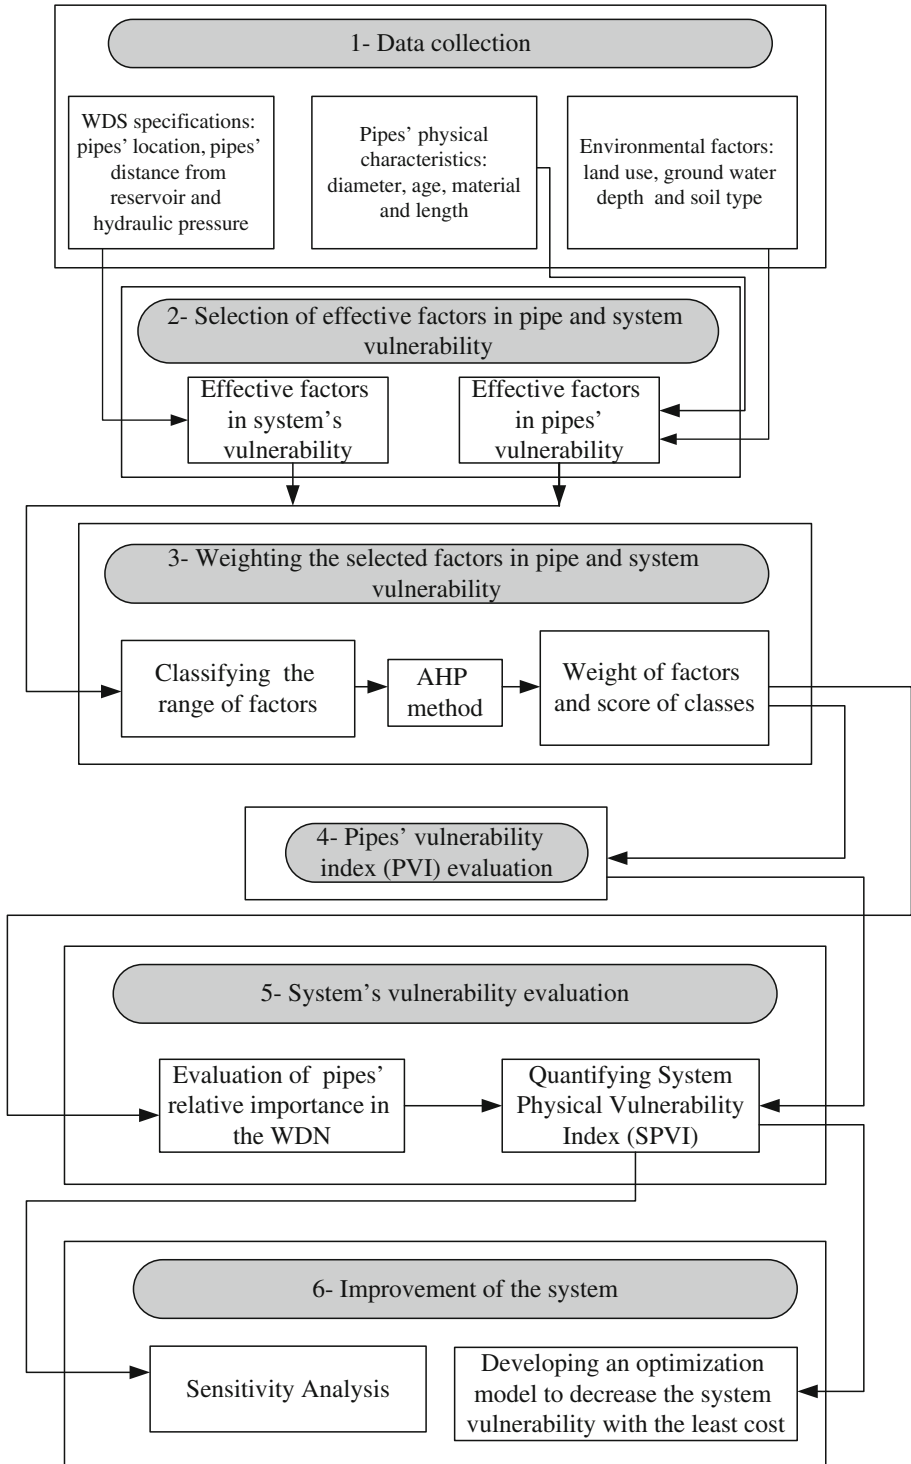 1- Data collection
WDS specifications:
pipes’ location, pipes’
distance from
reservoir and
hydraulic pressure
Pipes’ physical
characteristics:
diameter, age, material
and length
Environmental factors:
land use, ground water
depth and soil type
2- Selection of effective factors in pipe and system
vulnerability
Effective factors
in system’s
vulnerability
Effective factors
in pipes’
vulnerability
3- Weighting the selected factors in pipe and system
vulnerability
Classifying the
range of factors
AHP
method
Weight of factors
and score of classes
4- Pipes’ vulnerability
index (PVI) evaluation
5- System’s vulnerability evaluation
Evaluation of pipes’
relative importance in
the WDN
Quantifying System
Physical Vulnerability
Index (SPVI)
6- Improvement of the system
Sensitivity Analysis
Developing an optimization
model to decrease the system
vulnerability with the least cost